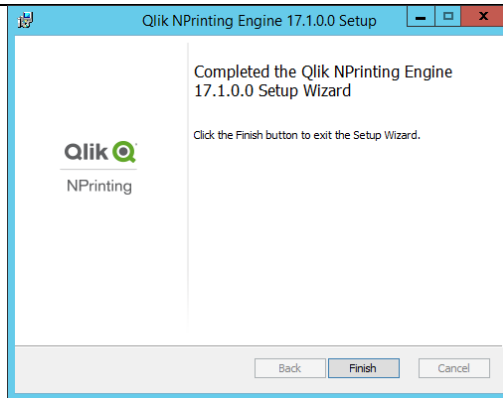 Qlik NPrinting Engine 17.1.0.0 Setup
Completed the Qlik NPrinting Engine
17.1.0.0 Setup Wizard
Click the Finish button to exit the Setup Wizard.
Qlik
NPrinting
Back Finish Cancel